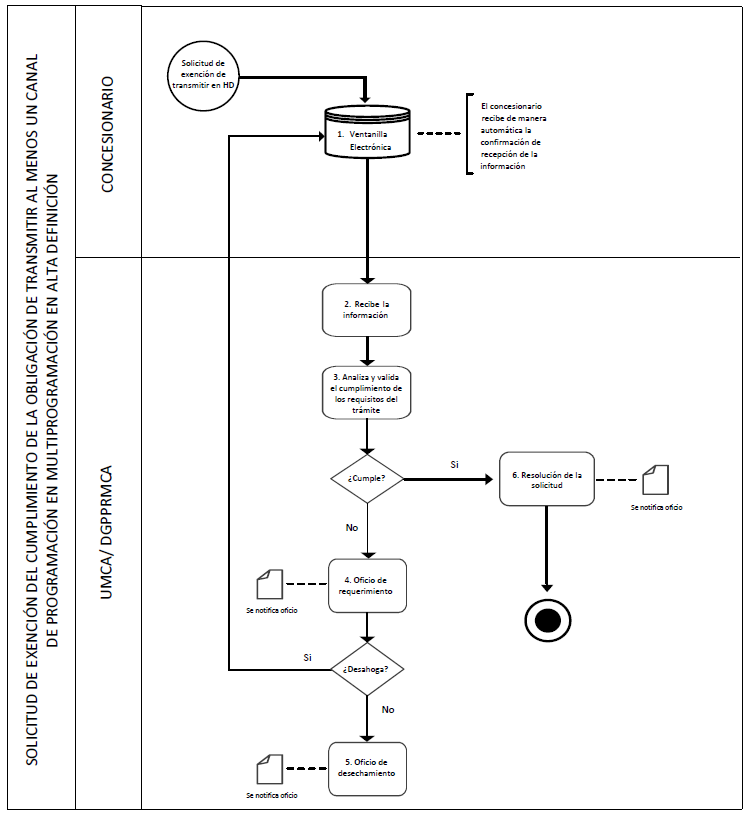 SOLICITUD DE EXENCIÓN DEL CUMPLIMIENTO DE LA OBLIGACIÓN DE TRANSMITIR AL MENOS UN CANAL
DE PROGRAMACIÓN EN MULTIPROGRAMACIÓN EN ALTA DEFINICIÓN
CONCESIONARIO
Solicitud de
exención de
transmitir en HD
1. Ventanilla
Electrónica
El concesionario
recibe de manera
automática la
confirmación de
recepción de la
información
UMCA/ DGPPRMCA
2. Recibe la
información
3. Analiza y valida
el cumplimiento de
los requisitos del
trámite
¿Cumple?
Si
6. Resolución de la
solicitud
Se notifica oficio
No
4. Oficio de
requerimiento
Se notifica oficio
Si
¿Desahoga?
No
5. Oficio de
desechamiento
Se notifica oficio